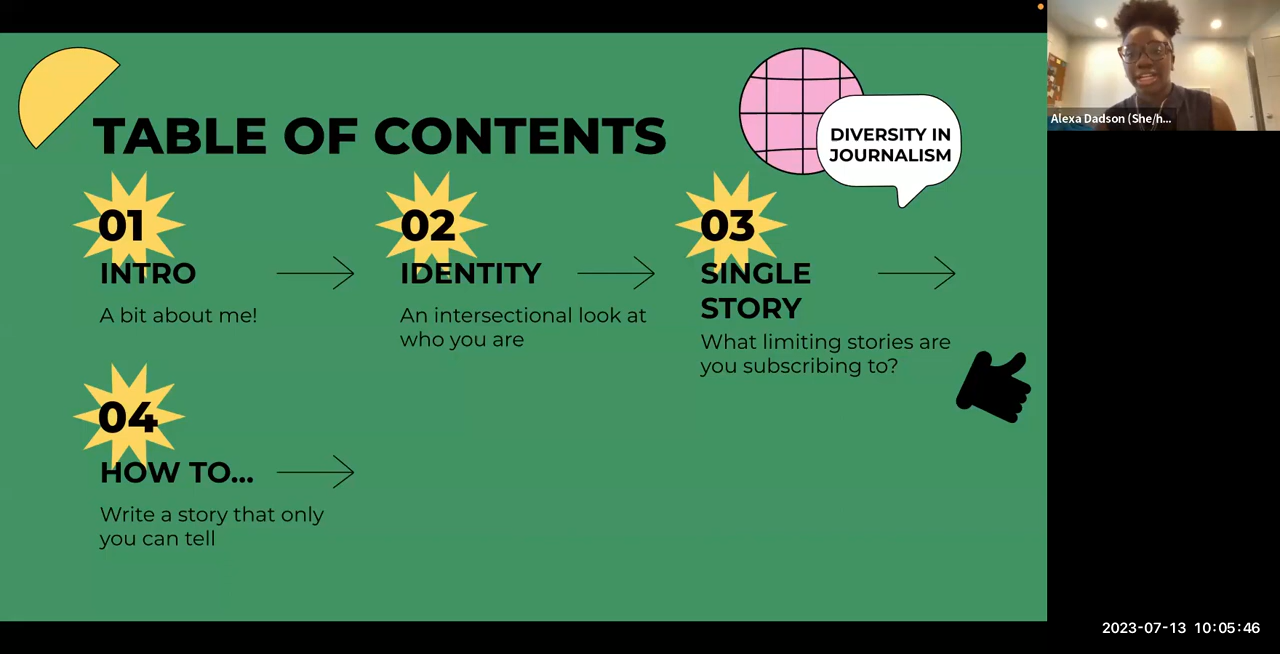 TABLE OF CONTENTS
DIVERSITY IN
JOURNALISM
01
INTRO
A bit about me!
02
IDENTITY
An intersectional look at
who you are
03
SINGLE
STORY
What limiting stories are
you subscribing to?
04
HOW TO...
Write a story that only
you can tell
Alexa Dadson (She/h...
2023-07-13 10:05:46